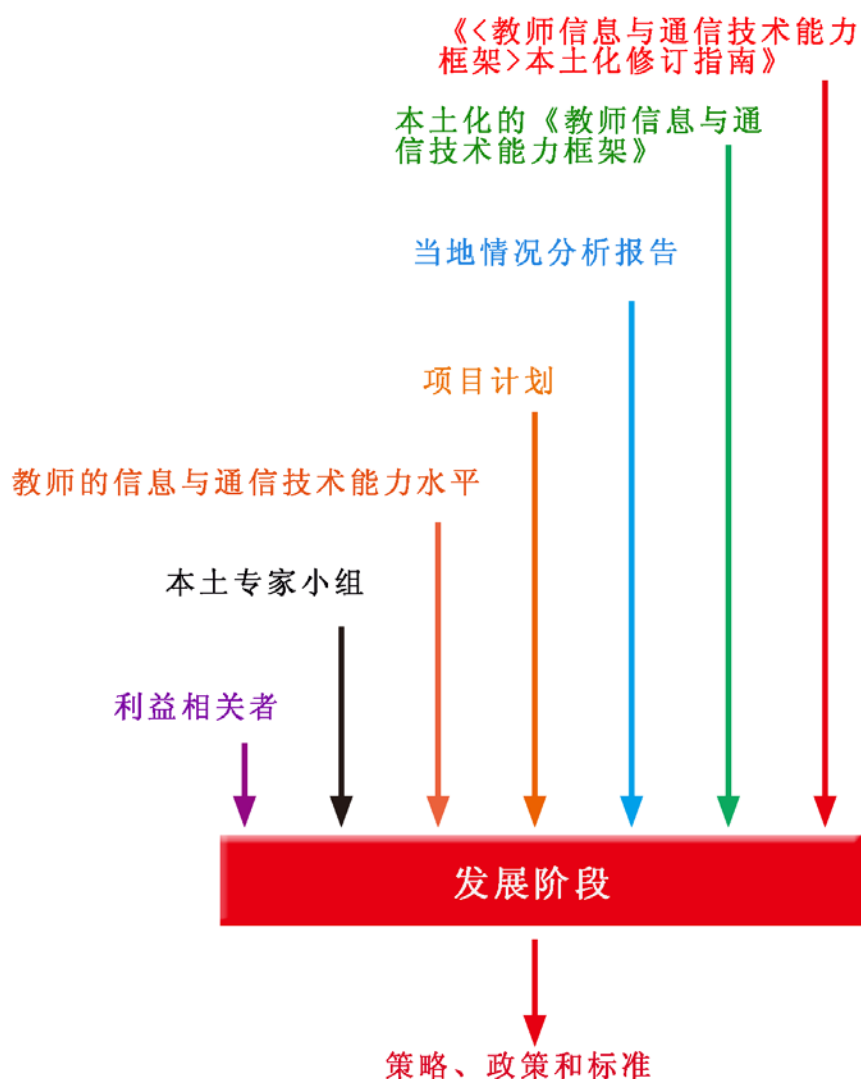 《<教师信息与通信技术能力
框架>本土化修订指南》
本土化的《教师信息与通
信技术能力框架》
当地情况分析报告
项目计划
教师的信息与通信技术能力水平
本土专家小组
利益相关者
发展阶段
策略、政策和标准